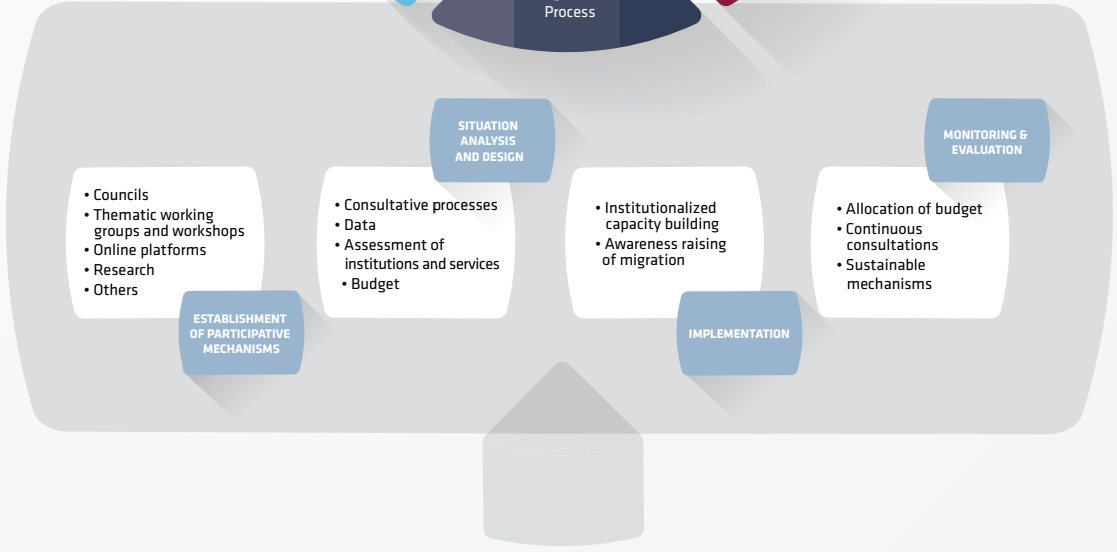 Process
SITUATION
ANALYSIS
AND DESIGN
MONITORING &
EVALUATION
• Councils
• Thematic working
groups and workshops
• Online platforms
• Research
• Others
ESTABLISHMENT
OF PARTICIPATIVE
MECHANISMS
• Consultative processes
• Data
• Assessment of
institutions and services
• Budget
• Institutionalized
capacity building
• Awareness raising
of migration
IMPLEMENTATION
• Allocation of budget
• Continuous
consultations
• Sustainable
mechanisms